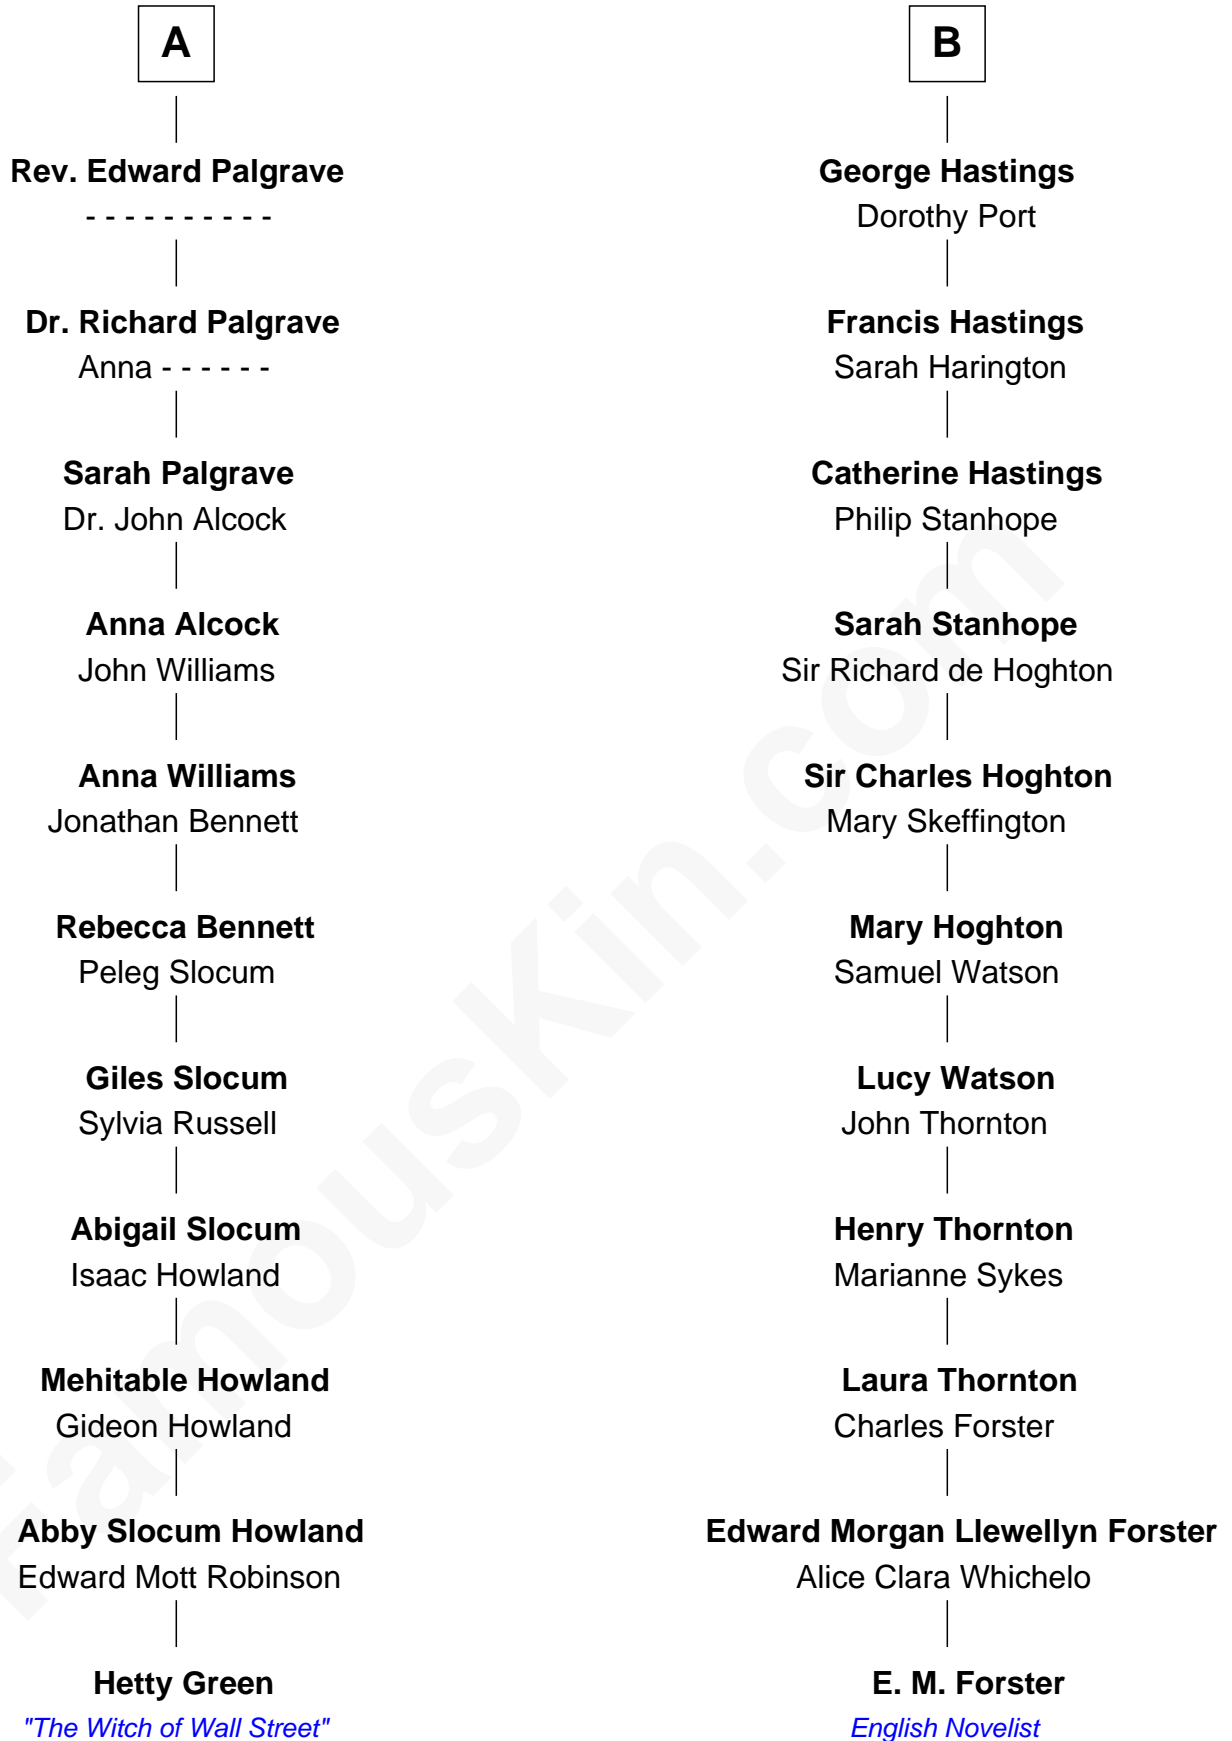 A
Rev. Edward Palgrave
- - - - - - - - - -
Dr. Richard Palgrave
Anna - - - - - -
Sarah Palgrave
Dr. John Alcock
Anna Alcock
John Williams
Anna Williams
Jonathan Bennett
Rebecca Bennett
Peleg Slocum
Giles Slocum
Sylvia Russell
Abigail Slocum
Isaac Howland
Mehitable Howland
Gideon Howland
Abby Slocum Howland
Edward Mott Robinson
Hetty Green
"The Witch of Wall Street"
B
George Hastings
Dorothy Port
Francis Hastings
Sarah Harington
Catherine Hastings
Philip Stanhope
Sarah Stanhope
Sir Richard de Hoghton
Sir Charles Hoghton
Mary Skeffington
Mary Hoghton
Samuel Watson
Lucy Watson
John Thornton
Henry Thornton
Marianne Sykes
Laura Thornton
Charles Forster
Edward Morgan Llewellyn Forster
Alice Clara Whichelo
E. M. Forster
English Novelist
FamousKin.com